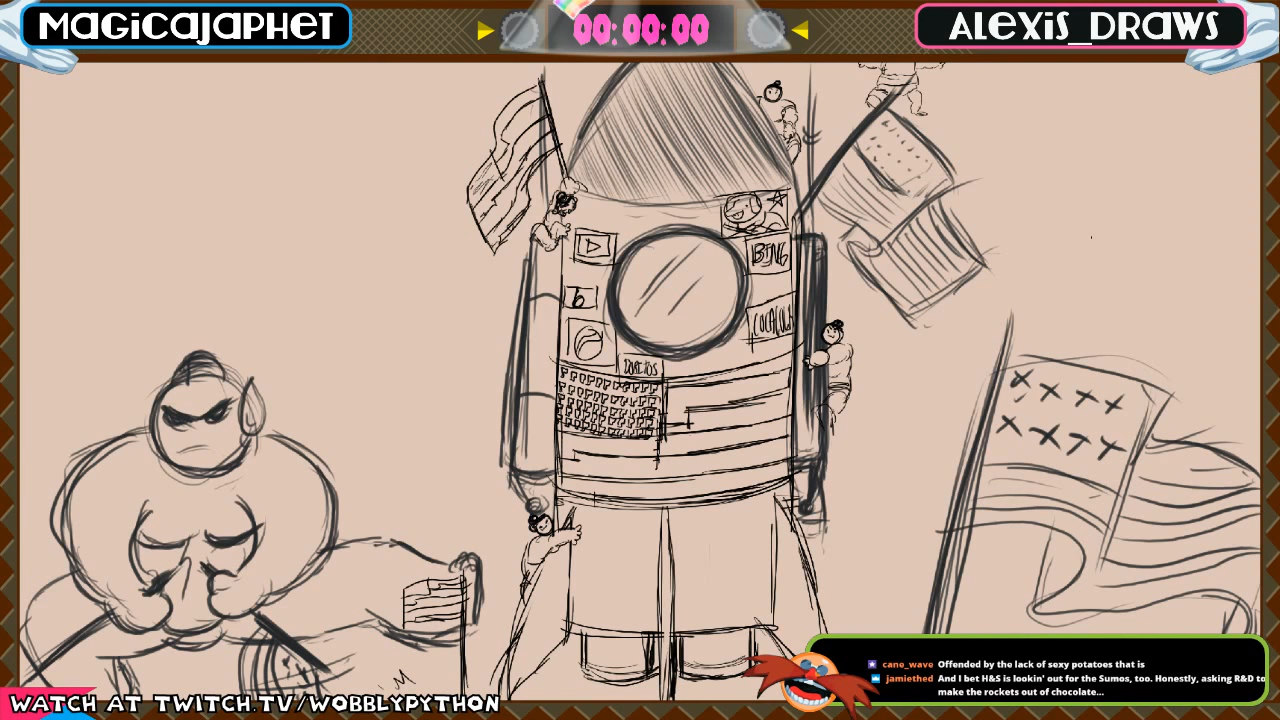 MAGICAJAPHET
00:00:00
ALEXIS_DRAWS
BING
COCACOLA
DORITOS
b
cane_wave Offended by the lack of sexy potatoes that is
jamiethed And I bet H&S is lookin' out for the Sumos, too. Honestly, asking R&D to
make the rockets out of chocolate...
WATCH AT TWITCH.TV/WOBBLYPYTHON